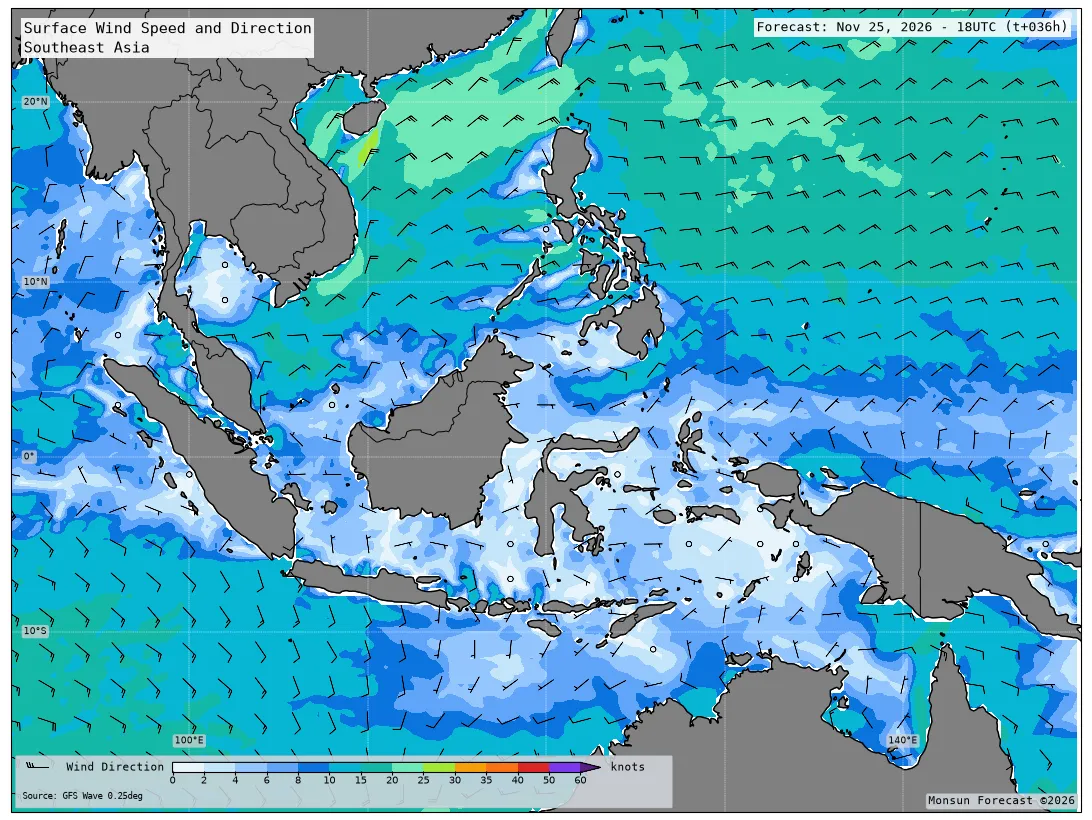 Surface Wind Speed and Direction
Southeast Asia
Forecast: Nov 25, 2026 - 18UTC (t+036h)
20°N
10°N
0°
10°S
100°E
140°E
Wind Direction
knots
0 2 4 6 8 10 15 20 25 30 35 40 50 60
Source: GFS Wave 0.25deg
Monsun Forecast ©2026